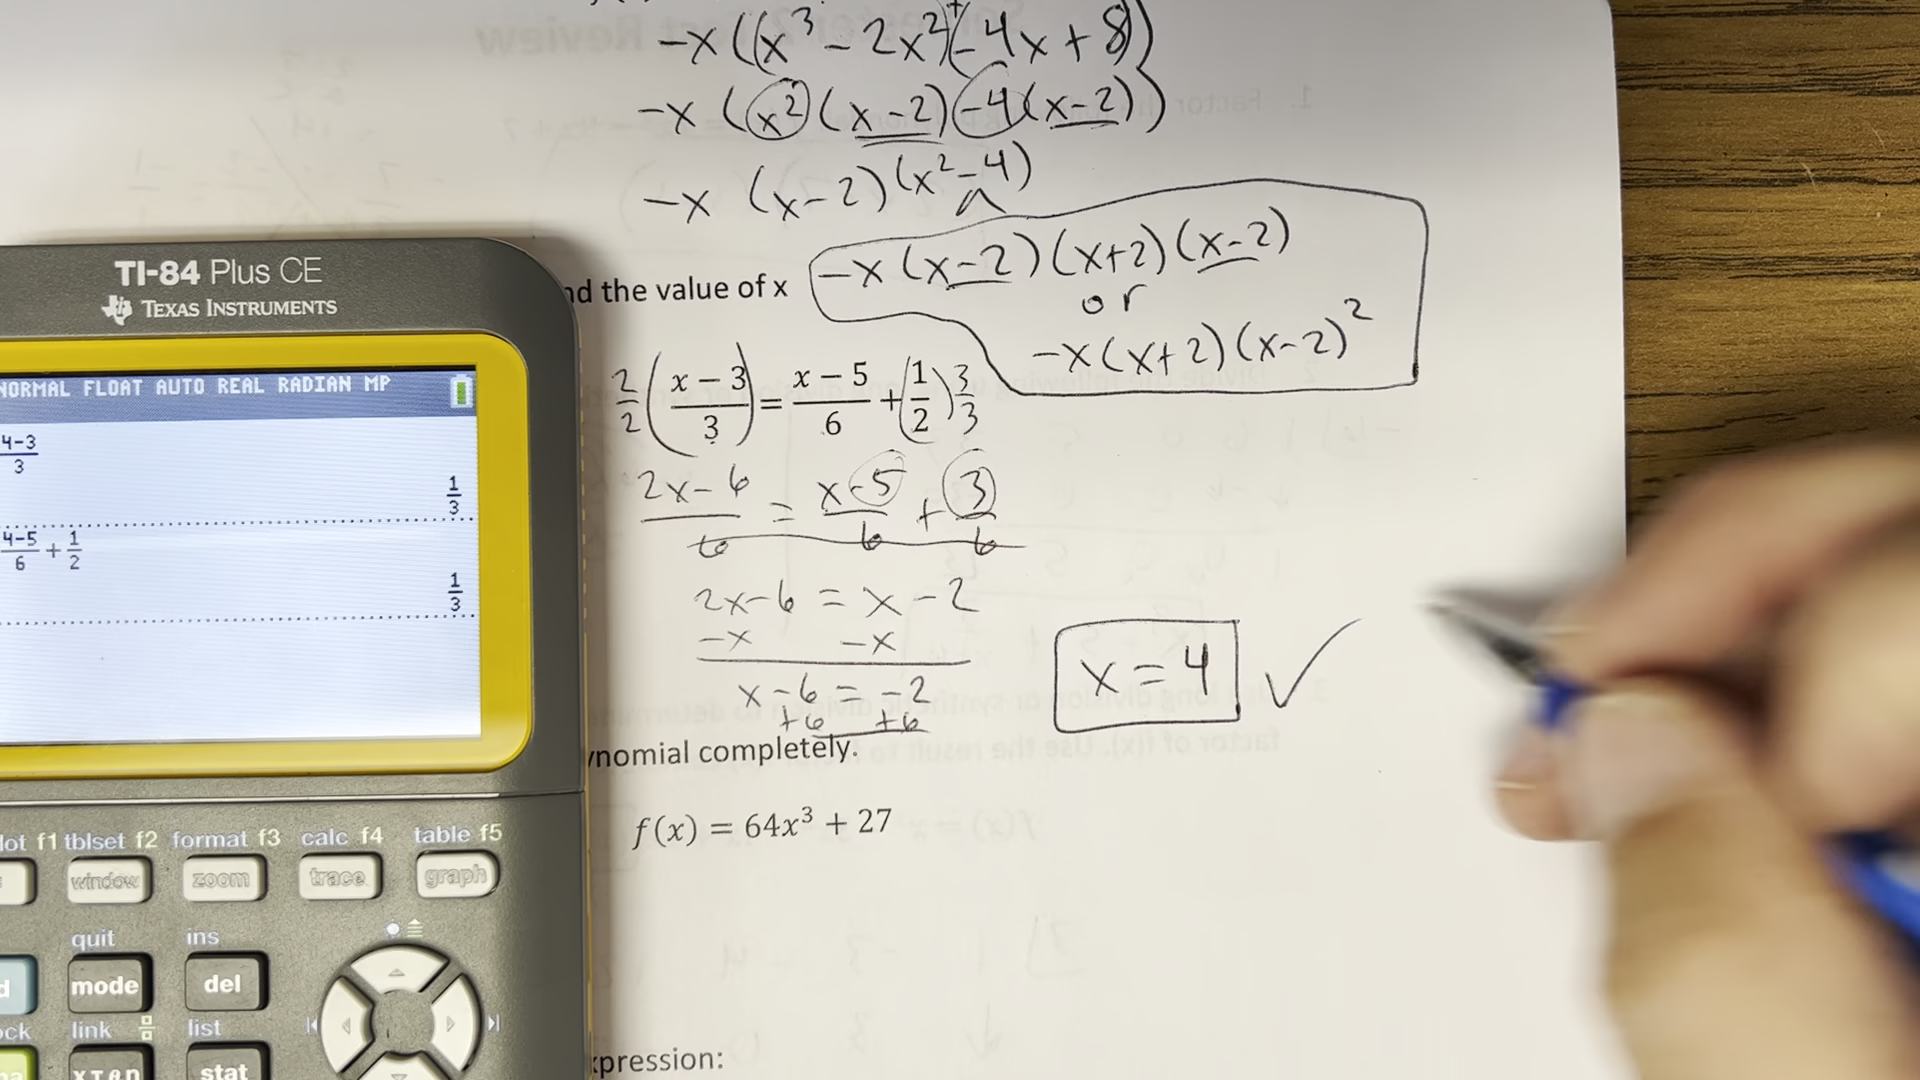 -x((x³ - 2x²)+(-4x + 8))
-x(x²(x-2)-4(x-2))
-x (x-2)(x²-4)
-x(x-2)(x+2)(x-2)
or
-x(x+2)(x-2)²
nd the value of x
2/2 (x - 3 / 3) = x - 5 / 6 + (1/2) 3/3
2x-6 / 6 = x-5 / 6 + 3 / 6
2x-6 = x-2
-x -x
x-6 = -2
+6 +6
x = 4 ✓
ynomial completely.
f(x) = 64x³ + 27
xpression:
TI-84 Plus CE
TEXAS INSTRUMENTS
NORMAL FLOAT AUTO REAL RADIAN MP
4-3 / 3
1/3
4-5 / 6 + 1/2
1/3
lot f1 tblset f2 format f3 calc f4 table f5
window zoom trace graph
quit ins
mode del
link list
X,T,θ,n stat